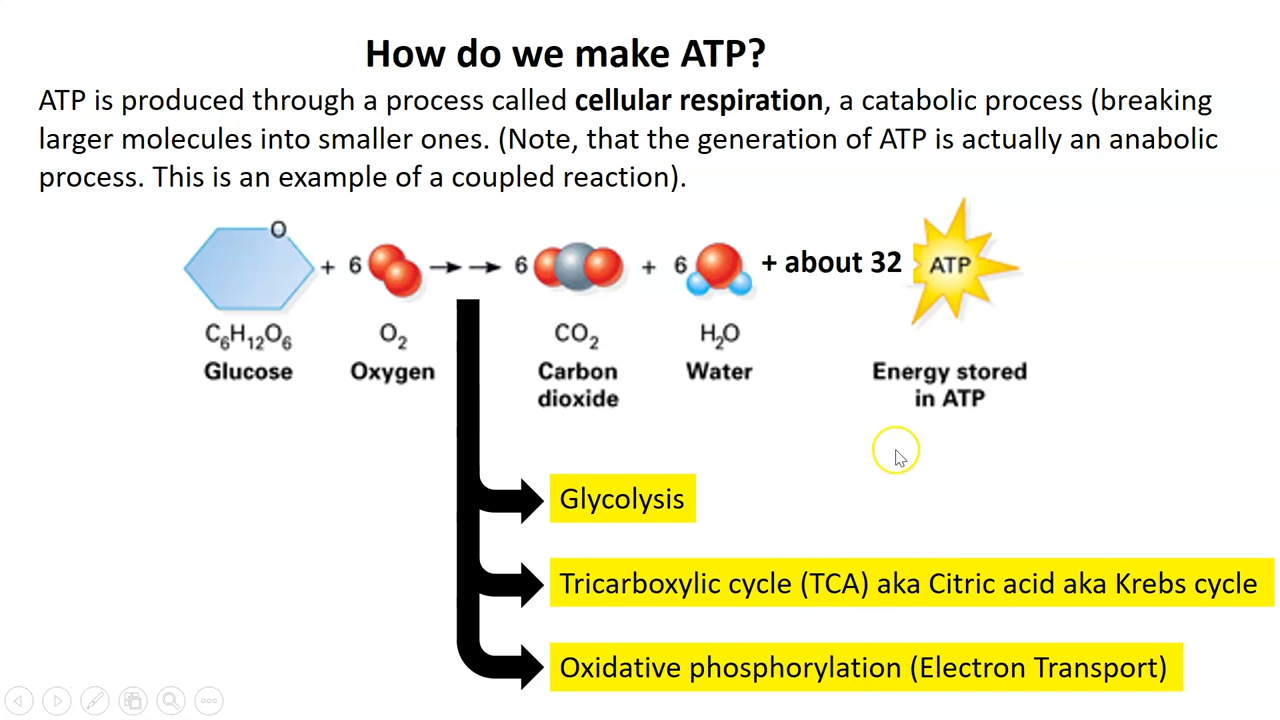 How do we make ATP?
ATP is produced through a process called cellular respiration, a catabolic process (breaking
larger molecules into smaller ones. (Note, that the generation of ATP is actually an anabolic
process. This is an example of a coupled reaction).
O
+ 6 6 + 6 + about 32 ATP
C₆H₁₂O₆ O₂ CO₂ H₂O
Glucose Oxygen Carbon dioxide Water Energy stored in ATP
Glycolysis
Tricarboxylic cycle (TCA) aka Citric acid aka Krebs cycle
Oxidative phosphorylation (Electron Transport)